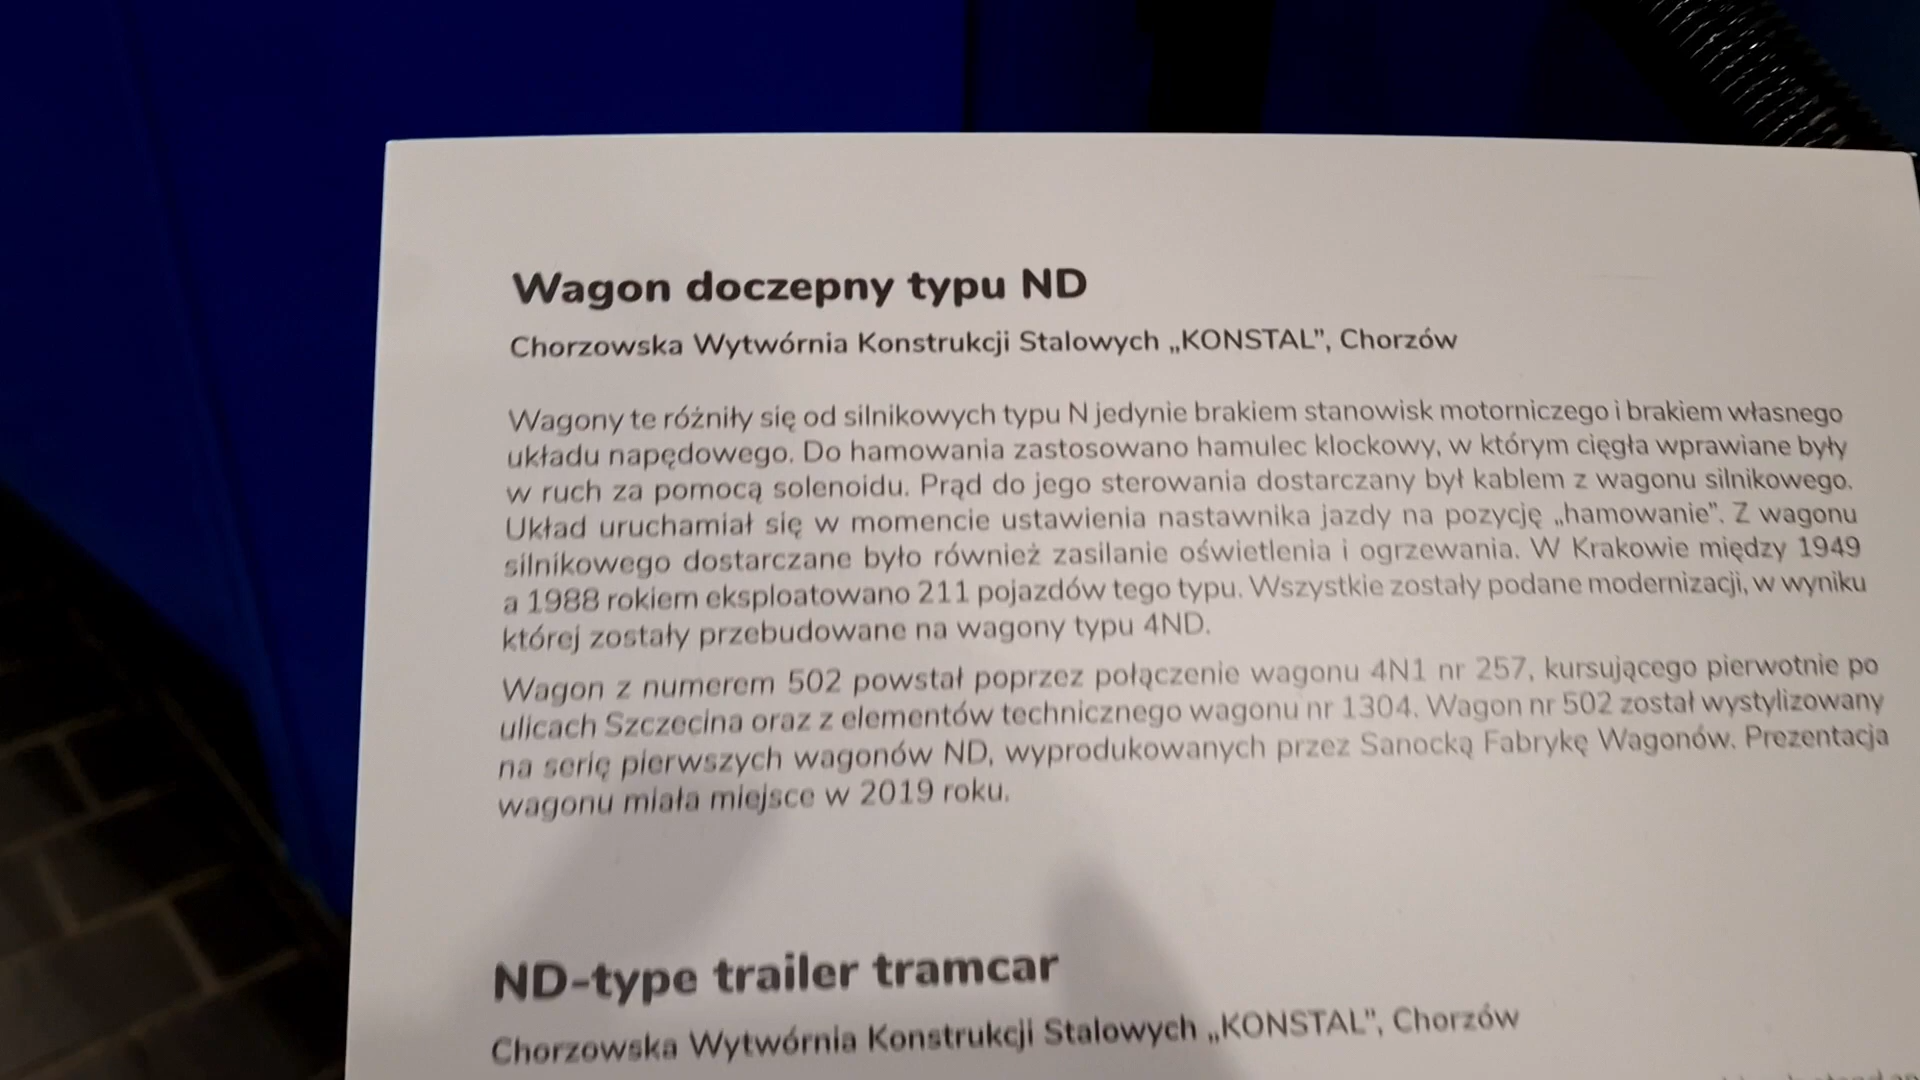 Wagon doczepny typu ND
Chorzowska Wytwórnia Konstrukcji Stalowych „KONSTAL”, Chorzów
Wagony te różniły się od silnikowych typu N jedynie brakiem stanowisk motorniczego i brakiem własnego
układu napędowego. Do hamowania zastosowano hamulec klockowy, w którym cięgła wprawiane były
w ruch za pomocą solenoidu. Prąd do jego sterowania dostarczany był kablem z wagonu silnikowego.
Układ uruchamiał się w momencie ustawienia nastawnika jazdy na pozycję „hamowanie”. Z wagonu
silnikowego dostarczane było również zasilanie oświetlenia i ogrzewania. W Krakowie między 1949
a 1988 rokiem eksploatowano 211 pojazdów tego typu. Wszystkie zostały podane modernizacji, w wyniku
której zostały przebudowane na wagony typu 4ND.
Wagon z numerem 502 powstał poprzez połączenie wagonu 4N1 nr 257, kursującego pierwotnie po
ulicach Szczecina oraz z elementów technicznego wagonu nr 1304. Wagon nr 502 został wystylizowany
na serię pierwszych wagonów ND, wyprodukowanych przez Sanocką Fabrykę Wagonów. Prezentacja
wagonu miała miejsce w 2019 roku.
ND-type trailer tramcar
Chorzowska Wytwórnia Konstrukcji Stalowych „KONSTAL”, Chorzów